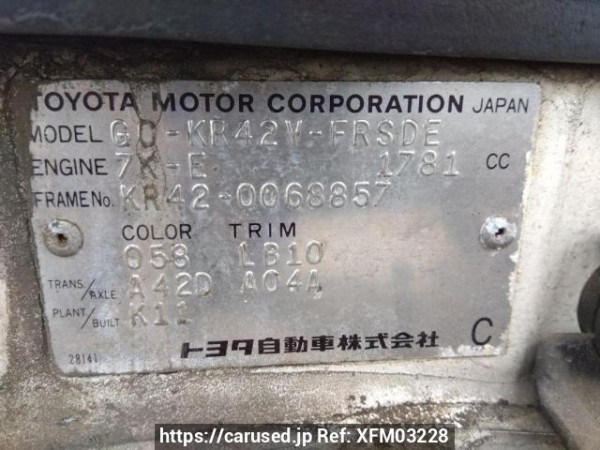 TOYOTA MOTOR CORPORATION JAPAN
MODEL GC-KR42V-FRSDE
ENGINE 7K-E 1781 CC
FRAME No. KR42-0068857
COLOR TRIM
058 LB10
TRANS/AXLE A42D A04A
PLANT/BUILT K11
28141 トヨタ自動車株式会社 C
https://carused.jp Ref: XFM03228